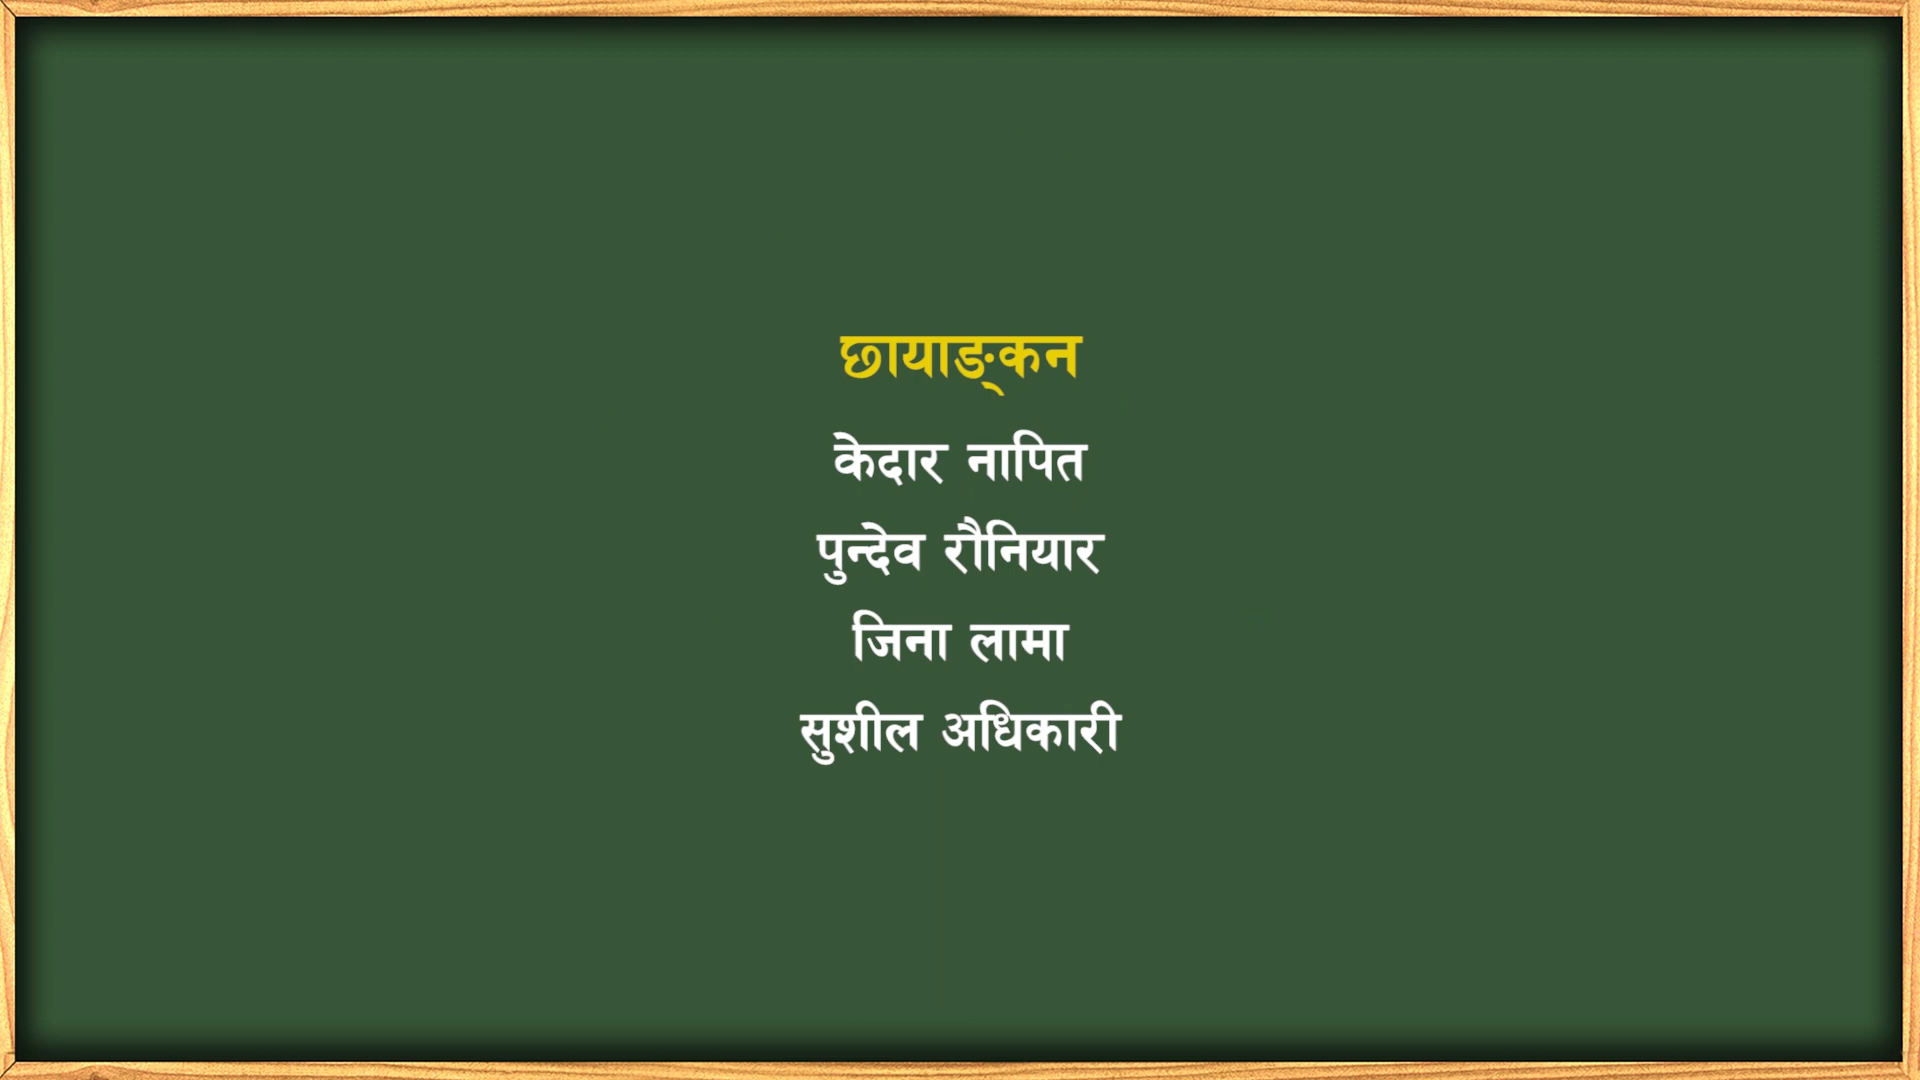 छायाङ्कन
केदार नापित
पुन्देव रौनियार
जिना लामा
सुशील अधिकारी